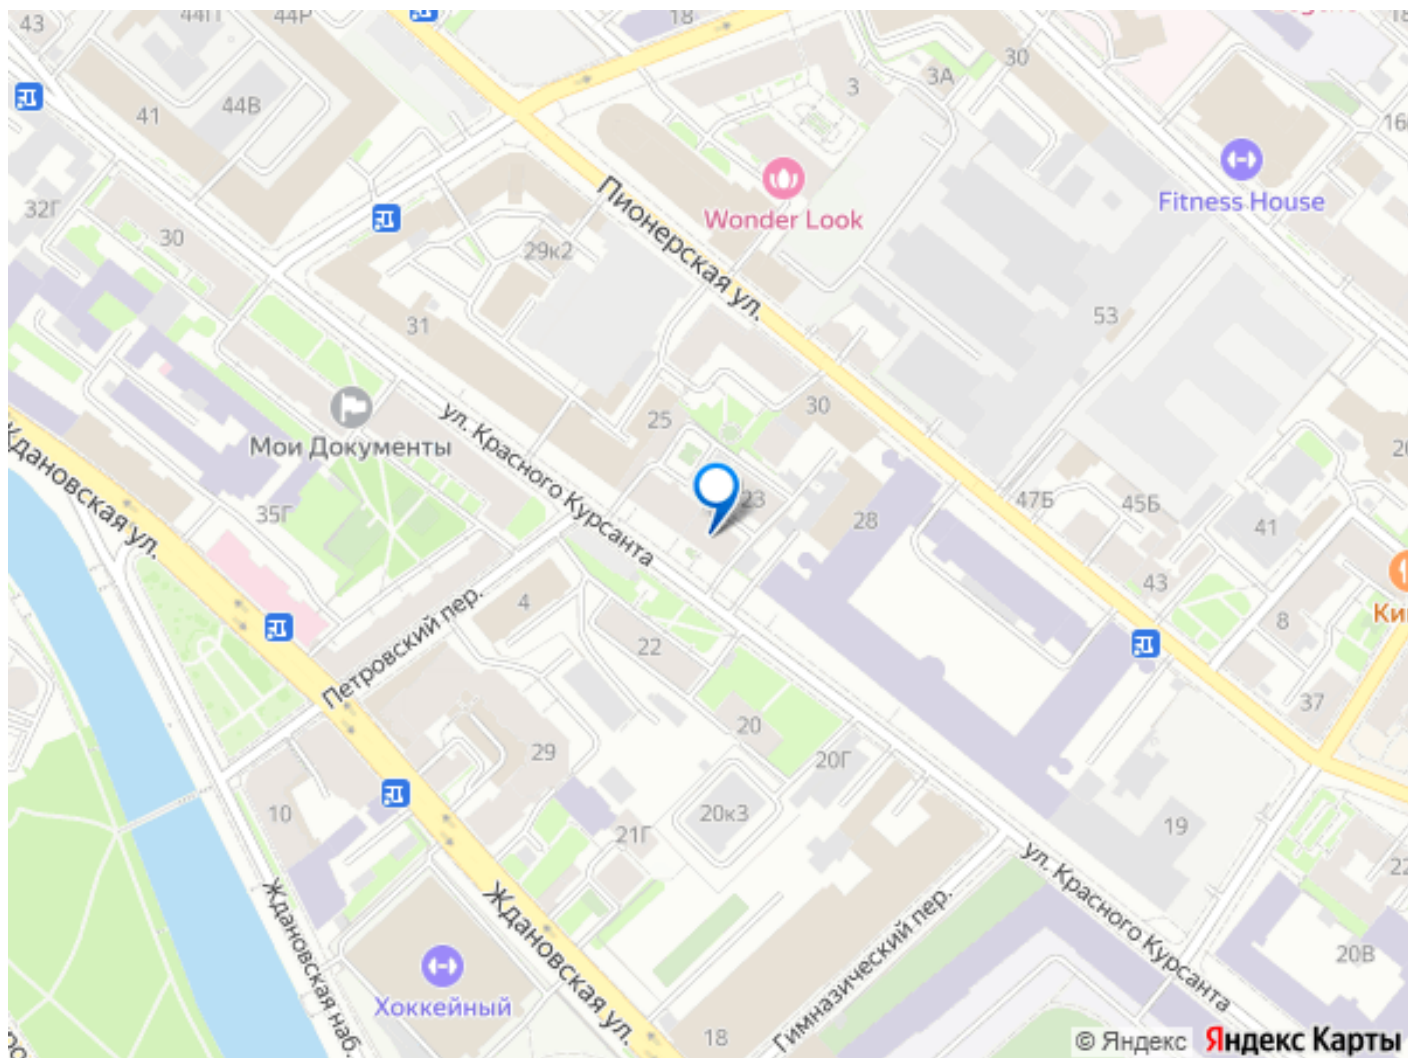 43
44П
44Р
18
30
3А
3
44В
41
16
Fitness House
Wonder Look
Пионерская ул.
32Г
30
29к2
31
53
25
30
Мои Документы
ул. Красного Курсанта
Ждановская ул.
35Г
23
28
47Б
45Б
41
20
43
Ки
8
4
22
Петровский пер.
37
20
29
20Г
10
20к3
21Г
19
ул. Красного Курсанта
22
Ждановская наб.
Ждановская ул.
Гимназический пер.
20В
Хоккейный
18
© Яндекс Яндекс Карты